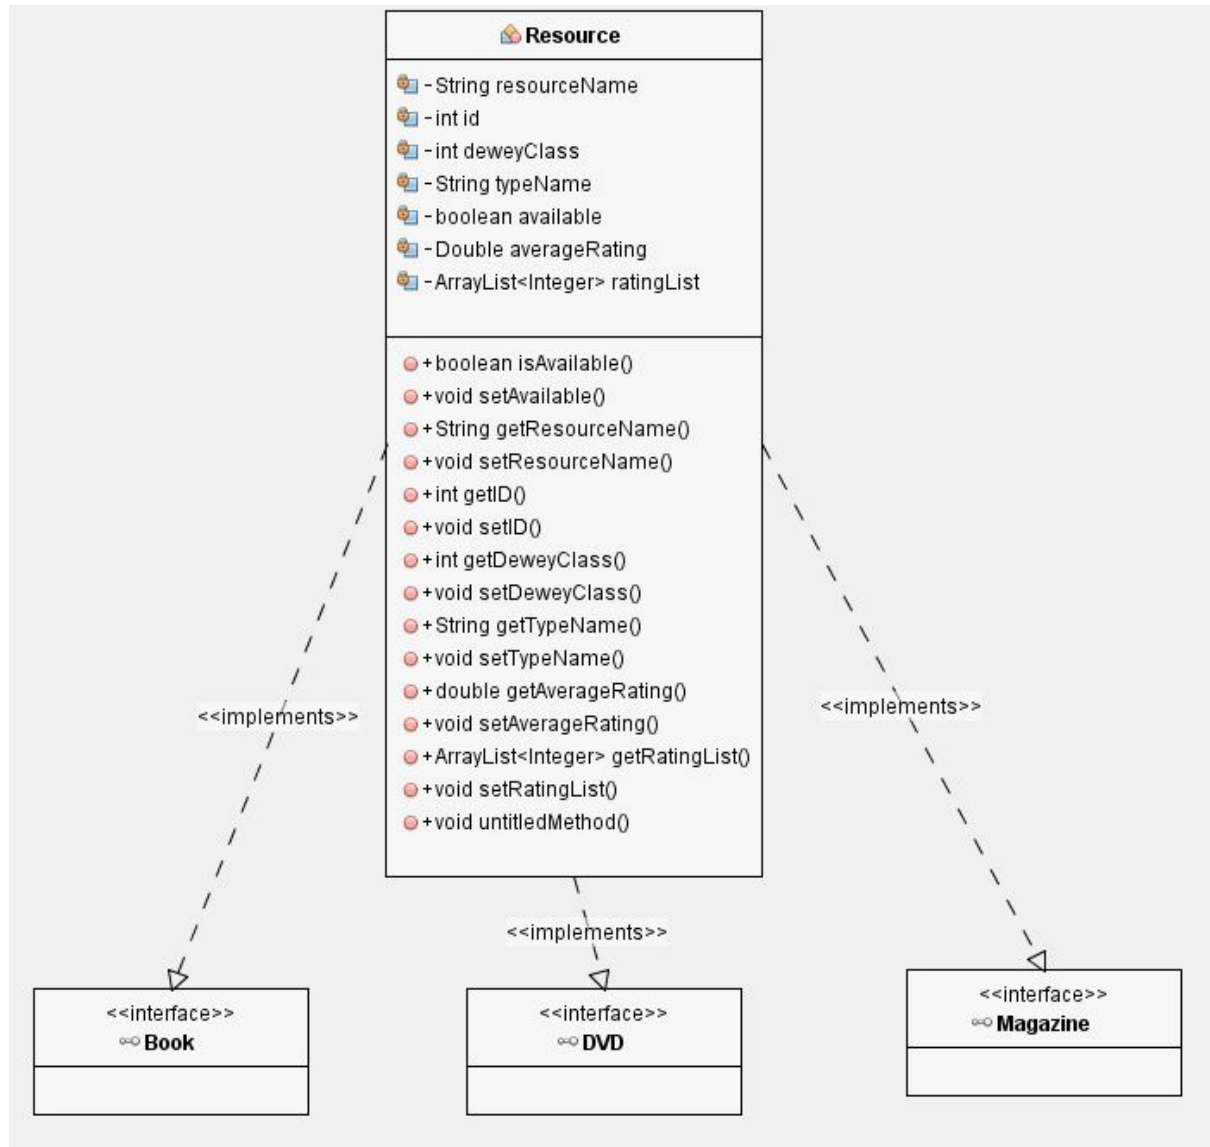 Resource
-String resourceName
-int id
-int deweyClass
-String typeName
-boolean available
-Double averageRating
-ArrayList<Integer> ratingList
+boolean isAvailable()
+void setAvailable()
+String getResourceName()
+void setResourceName()
+int getID()
+void setID()
+int getDeweyClass()
+void setDeweyClass()
+String getTypeName()
+void setTypeName()
+double getAverageRating()
+void setAverageRating()
+ArrayList<Integer> getRatingList()
+void setRatingList()
+void untitledMethod()
<<implements>>
<<implements>>
<<implements>>
<<interface>>
Book
<<interface>>
DVD
<<interface>>
Magazine